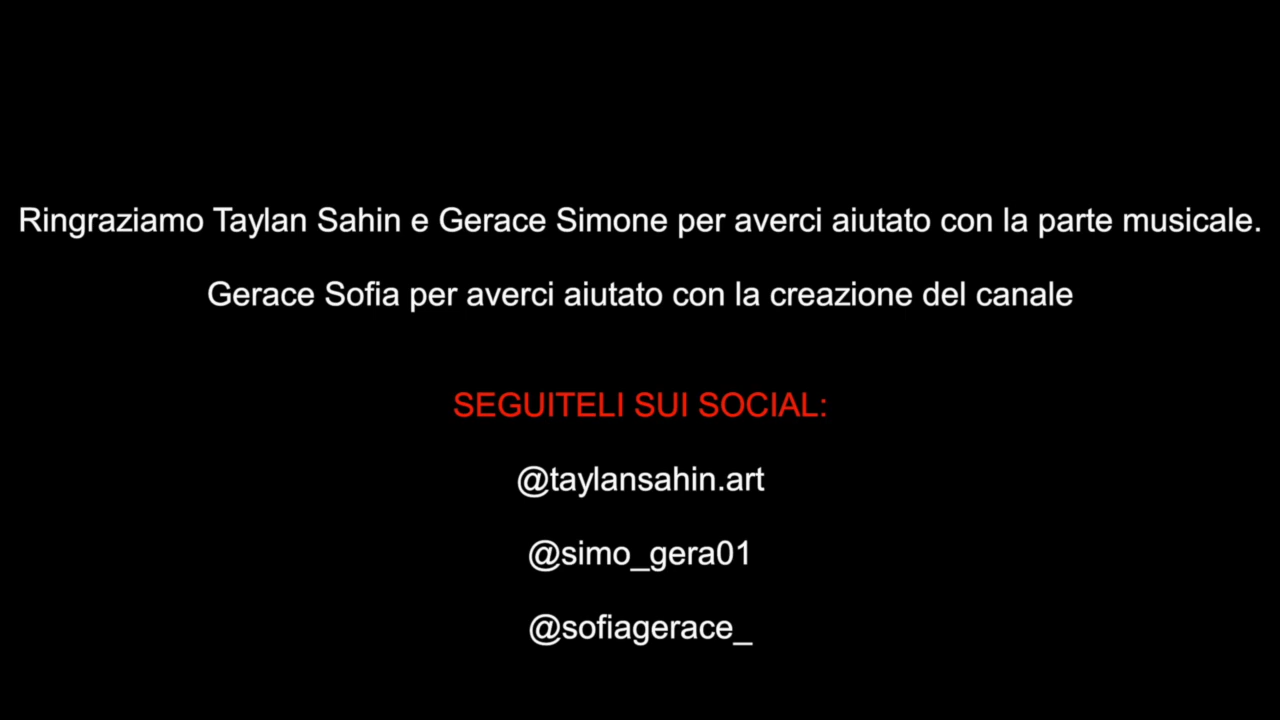 Ringraziamo Taylan Sahin e Gerace Simone per averci aiutato con la parte musicale.
Gerace Sofia per averci aiutato con la creazione del canale
SEGUITELI SUI SOCIAL:
@taylansahin.art
@simo_gera01
@sofiagerace_